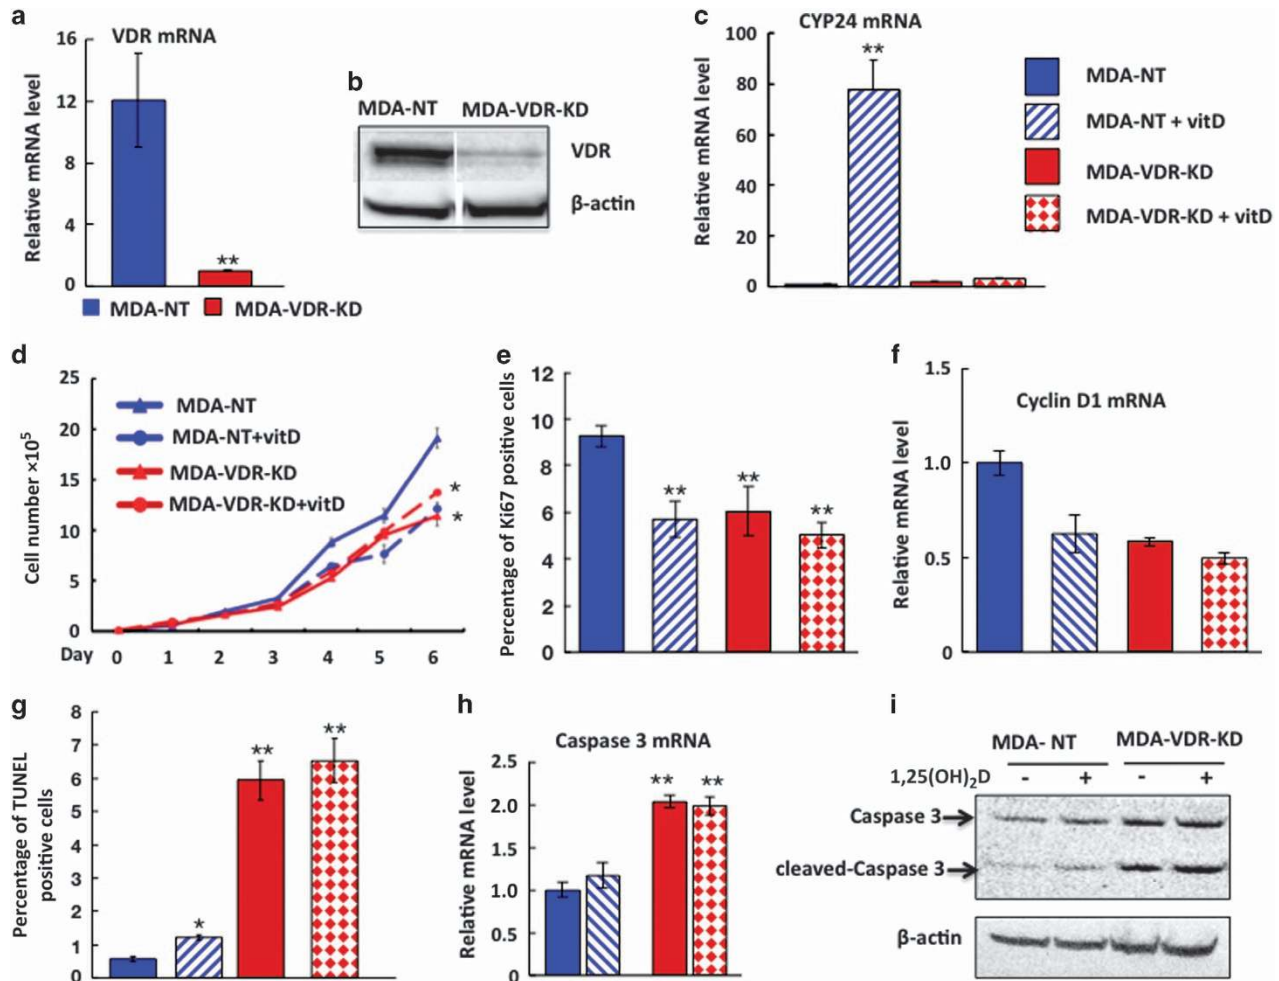 a
VDR mRNA
Relative mRNA level
16
12
8
4
0
**
MDA-NT MDA-VDR-KD
b
MDA-NT MDA-VDR-KD
VDR
β-actin
c
CYP24 mRNA
Relative mRNA level
100
80
60
40
20
0
**
MDA-NT
MDA-NT + vitD
MDA-VDR-KD
MDA-VDR-KD + vitD
d
Cell number ×10⁵
25
20
15
10
5
0
MDA-NT
MDA-NT+vitD
MDA-VDR-KD
MDA-VDR-KD+vitD
*
*
Day 0 1 2 3 4 5 6
e
Percentage of Ki67 positive cells
12
10
8
6
4
2
0
** ** **
f
Cyclin D1 mRNA
Relative mRNA level
1.5
1.0
0.5
0
g
Percentage of TUNEL
positive cells
8
7
6
5
4
3
2
1
0
* ** **
h
Caspase 3 mRNA
Relative mRNA level
2.5
2.0
1.5
1.0
0.5
0
** **
i
MDA- NT MDA-VDR-KD
1,25(OH)₂D - + - +
Caspase 3
cleaved-Caspase 3
β-actin